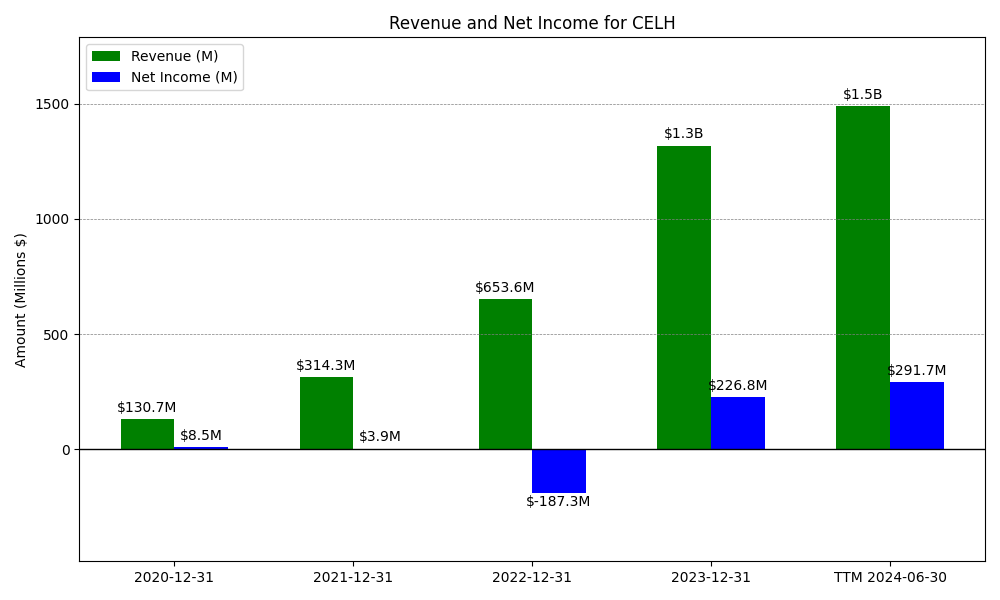 Revenue and Net Income for CELH
Revenue (M)
Net Income (M)
Amount (Millions $)
1500
1000
500
0
$130.7M
$8.5M
$314.3M
$3.9M
$653.6M
$-187.3M
$1.3B
$226.8M
$1.5B
$291.7M
2020-12-31
2021-12-31
2022-12-31
2023-12-31
TTM 2024-06-30